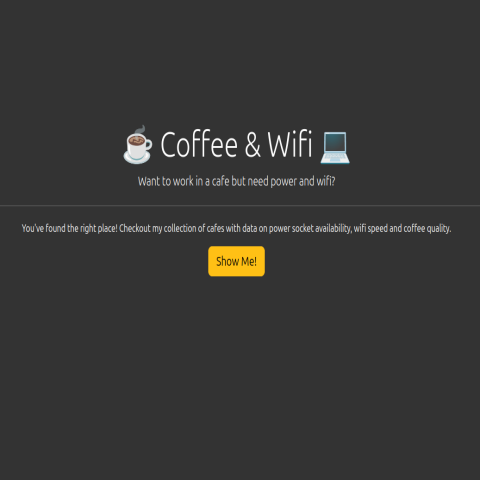 ☕ Coffee & Wifi 💻
Want to work in a cafe but need power and wifi?
You've found the right place! Checkout my collection of cafes with data on power socket availability, wifi speed and coffee quality.
Show Me!